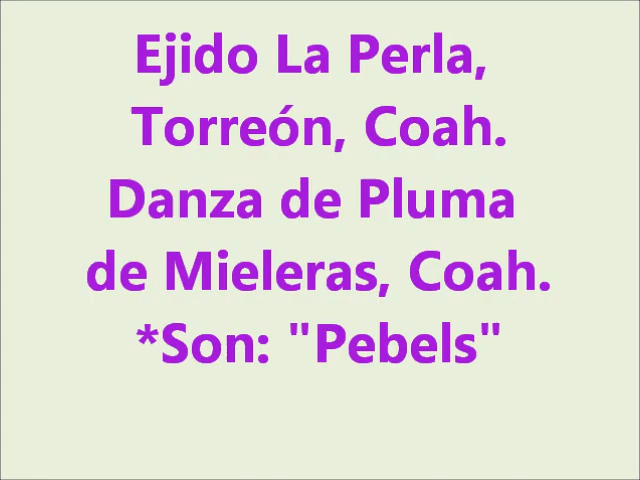 Ejido La Perla,
Torreón, Coah.
Danza de Pluma
de Mieleras, Coah.
*Son: "Pebels"